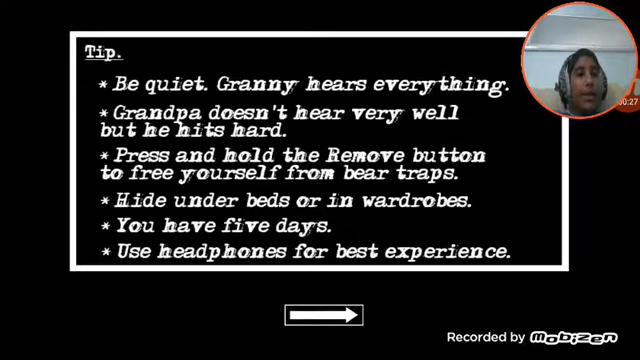 Tip.
* Be quiet. Granny hears everything.
* Grandpa doesn't hear very well
but he hits hard.
* Press and hold the Remove button
to free yourself from bear traps.
* Hide under beds or in wardrobes.
* You have five days.
* Use headphones for best experience.
00:27
Recorded by mobizen